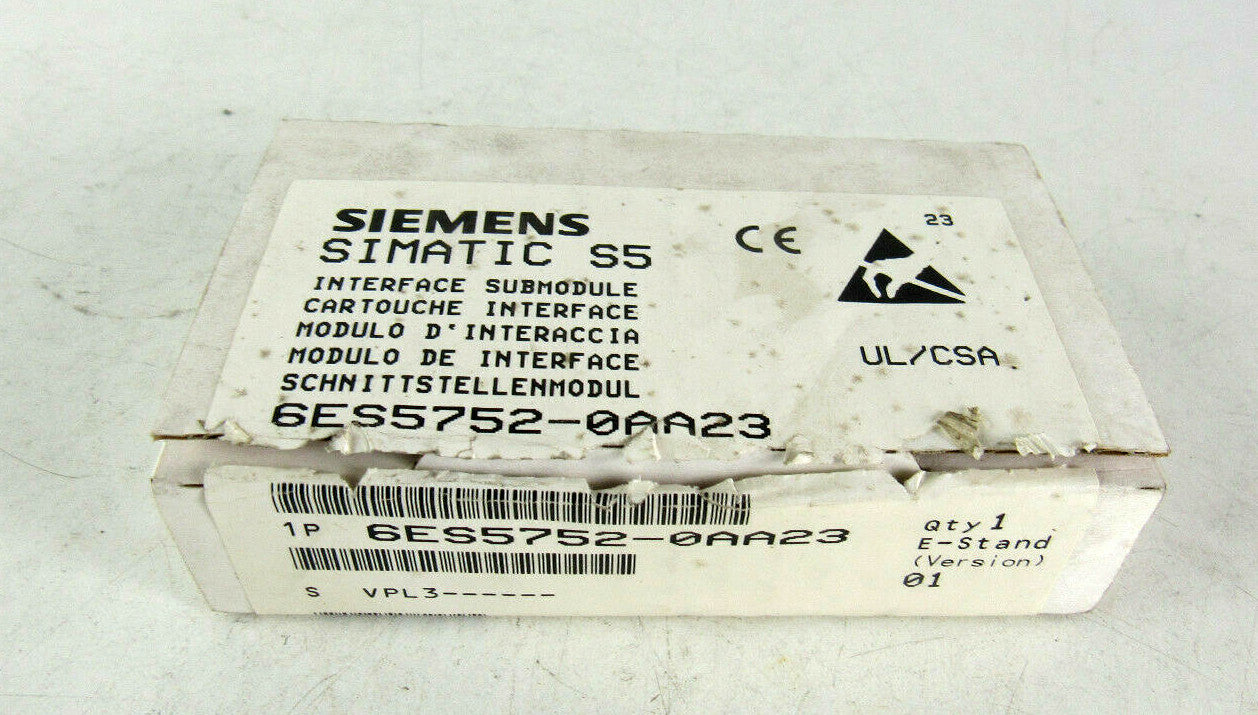 SIEMENS
SIMATIC S5
INTERFACE SUBMODULE
CARTOUCHE INTERFACE
MODULO D'INTERACCIA
MODULO DE INTERFACE
SCHNITTSTELLENMODUL
6ES5752-0AA23
CE
23
UL/CSA
1P 6ES5752-0AA23
S VPL3------
Qty 1
E-Stand
(Version)
01